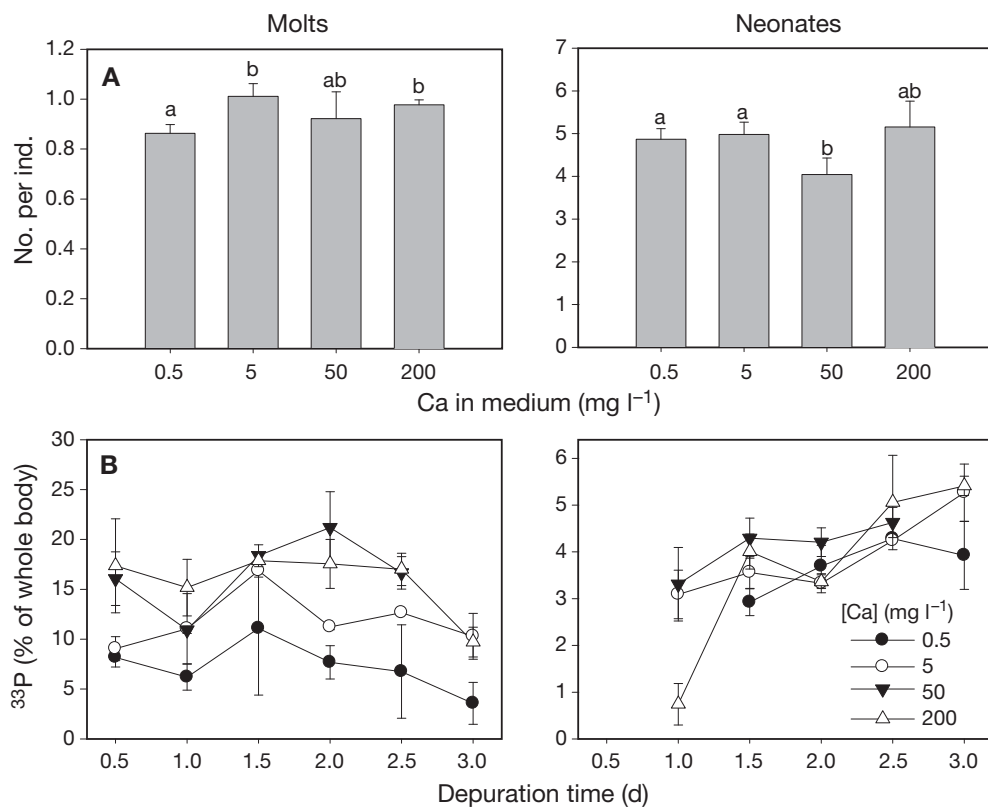 Molts
Neonates
A
No. per ind.
1.2
1.0
0.8
0.6
0.4
0.2
0.0
a
b
ab
b
0.5 5 50 200
7
6
5
4
3
2
1
0
a
a
b
ab
0.5 5 50 200
Ca in medium (mg l⁻¹)
B
³³P (% of whole body)
30
25
20
15
10
5
0
0.5 1.0 1.5 2.0 2.5 3.0
6
5
4
3
2
1
0
[Ca] (mg l⁻¹)
0.5
5
50
200
0.5 1.0 1.5 2.0 2.5 3.0
Depuration time (d)